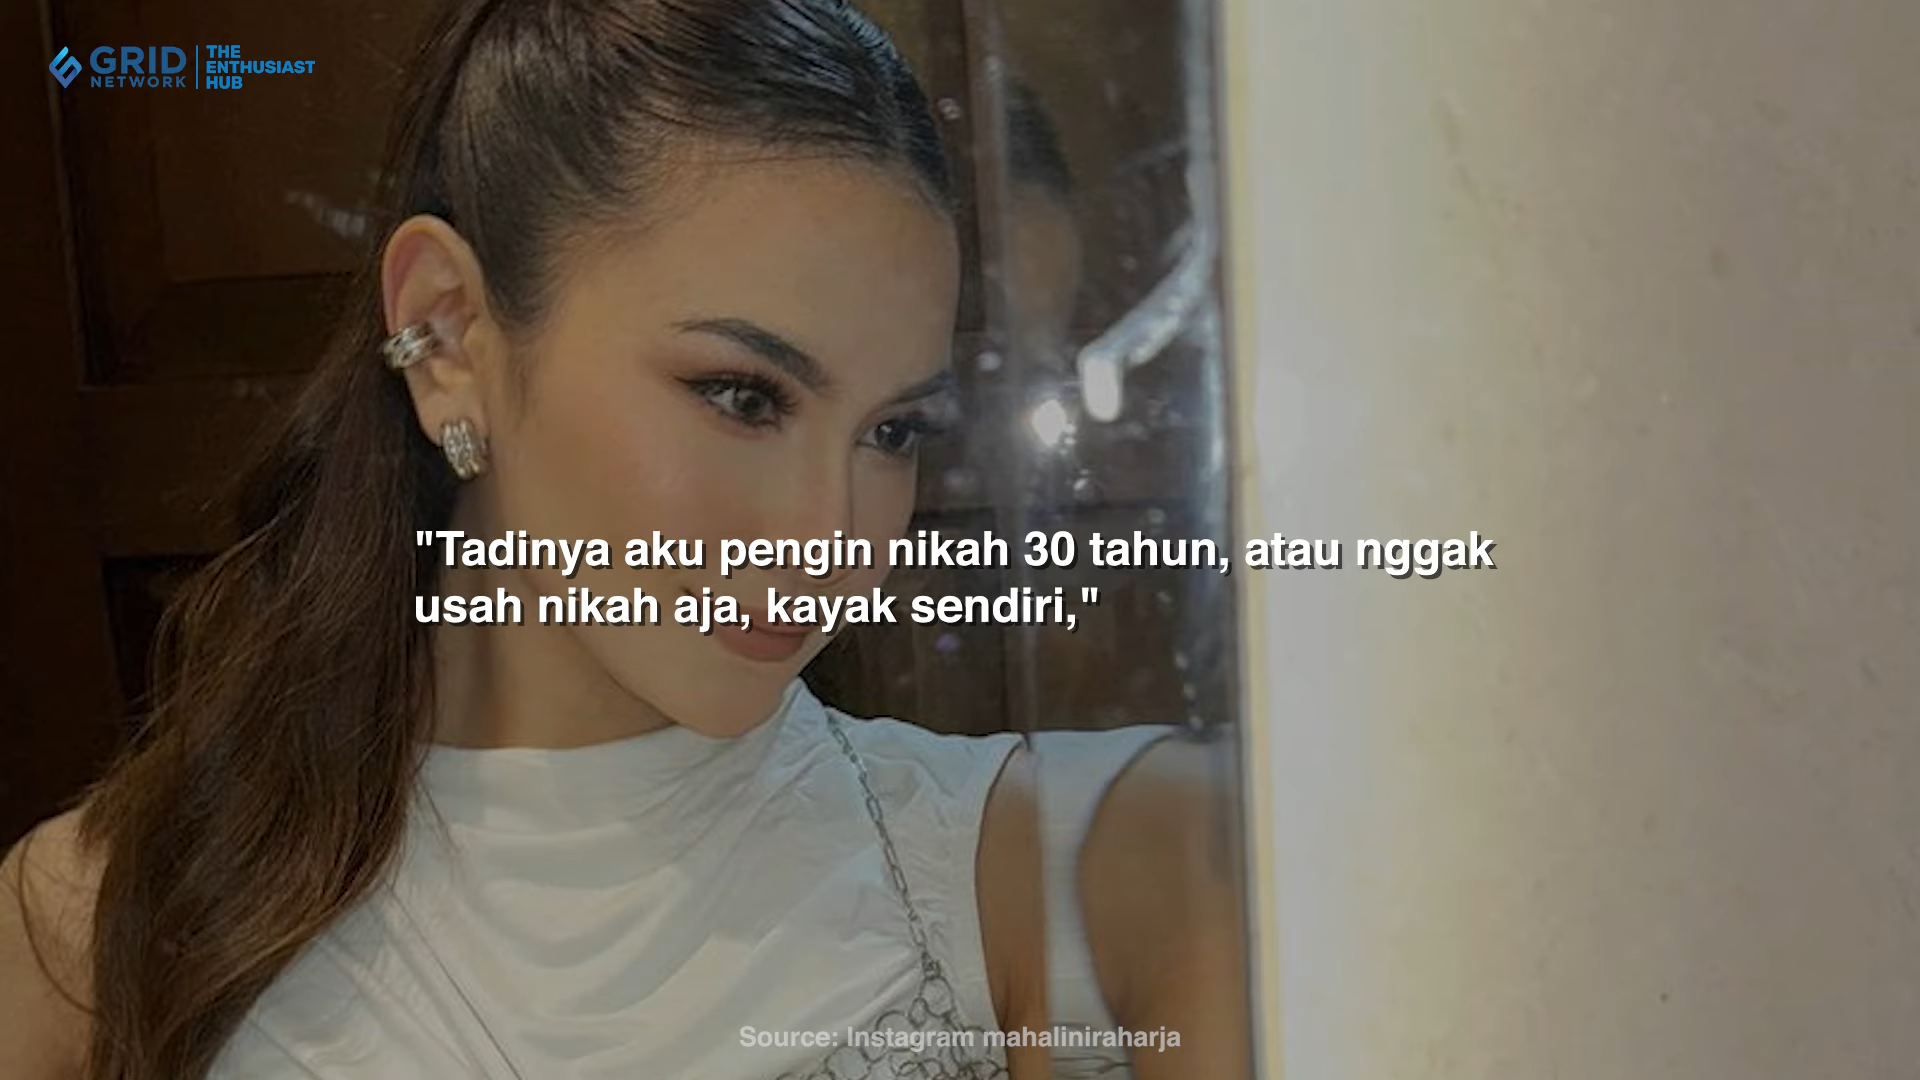 GRID
NETWORK
THE
ENTHUSIAST
HUB
"Tadinya aku pengin nikah 30 tahun, atau nggak
usah nikah aja, kayak sendiri,"
Source: Instagram mahaliniraharja